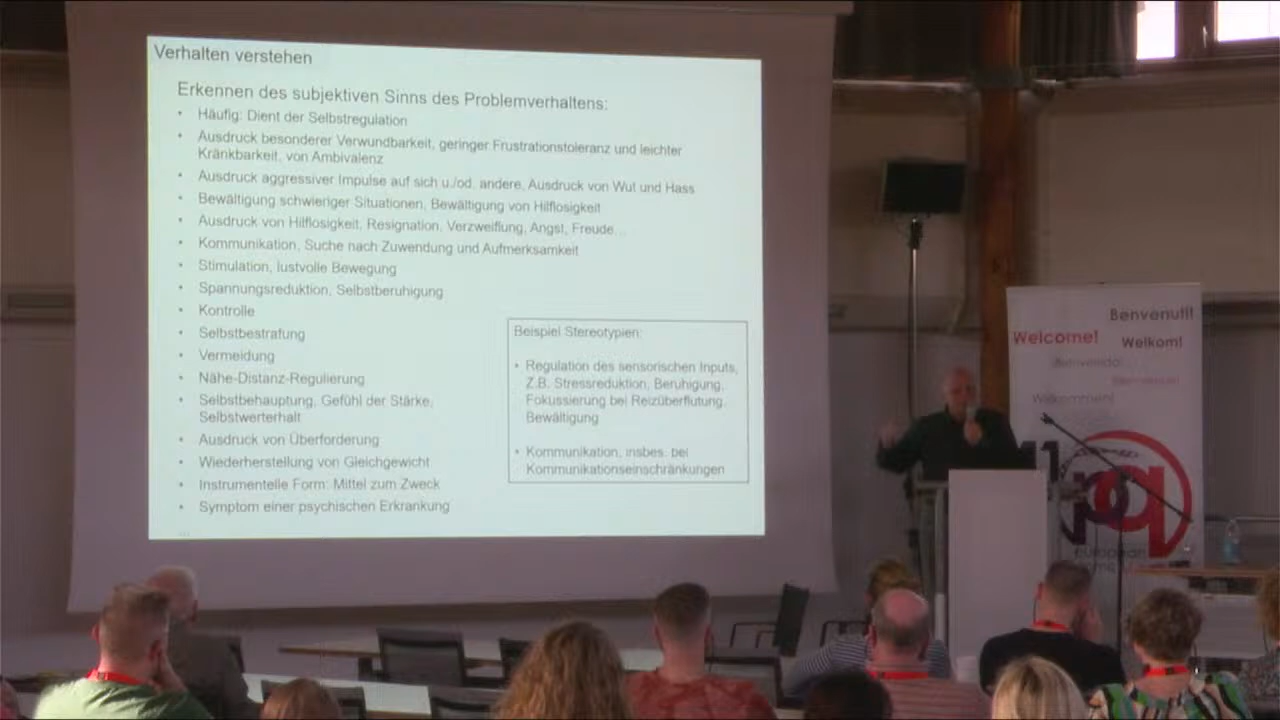 Verhalten verstehen
Erkennen des subjektiven Sinns des Problemverhaltens:
• Häufig: Dient der Selbstregulation
• Ausdruck besonderer Verwundbarkeit, geringer Frustrationstoleranz und leichter
Kränkbarkeit, von Ambivalenz
• Ausdruck aggressiver Impulse auf sich u./od. andere, Ausdruck von Wut und Hass
• Bewältigung schwieriger Situationen, Bewältigung von Hilflosigkeit
• Ausdruck von Hilflosigkeit, Resignation, Verzweiflung, Angst, Freude…
• Kommunikation, Suche nach Zuwendung und Aufmerksamkeit
• Stimulation, lustvolle Bewegung
• Spannungsreduktion, Selbstberuhigung
• Kontrolle
• Selbstbestrafung
• Vermeidung
• Nähe-Distanz-Regulierung
• Selbstbehauptung, Gefühl der Stärke,
Selbstwerterhalt
• Ausdruck von Überforderung
• Wiederherstellung von Gleichgewicht
• Instrumentelle Form: Mittel zum Zweck
• Symptom einer psychischen Erkrankung
Beispiel Stereotypien:
• Regulation des sensorischen Inputs,
Z.B. Stressreduktion, Beruhigung,
Fokussierung bei Reizüberflutung,
Bewältigung
• Kommunikation, insbes. bei
Kommunikationseinschränkungen
Benvenuti!
Welcome!
Welkom!
Willkommen!
11
european